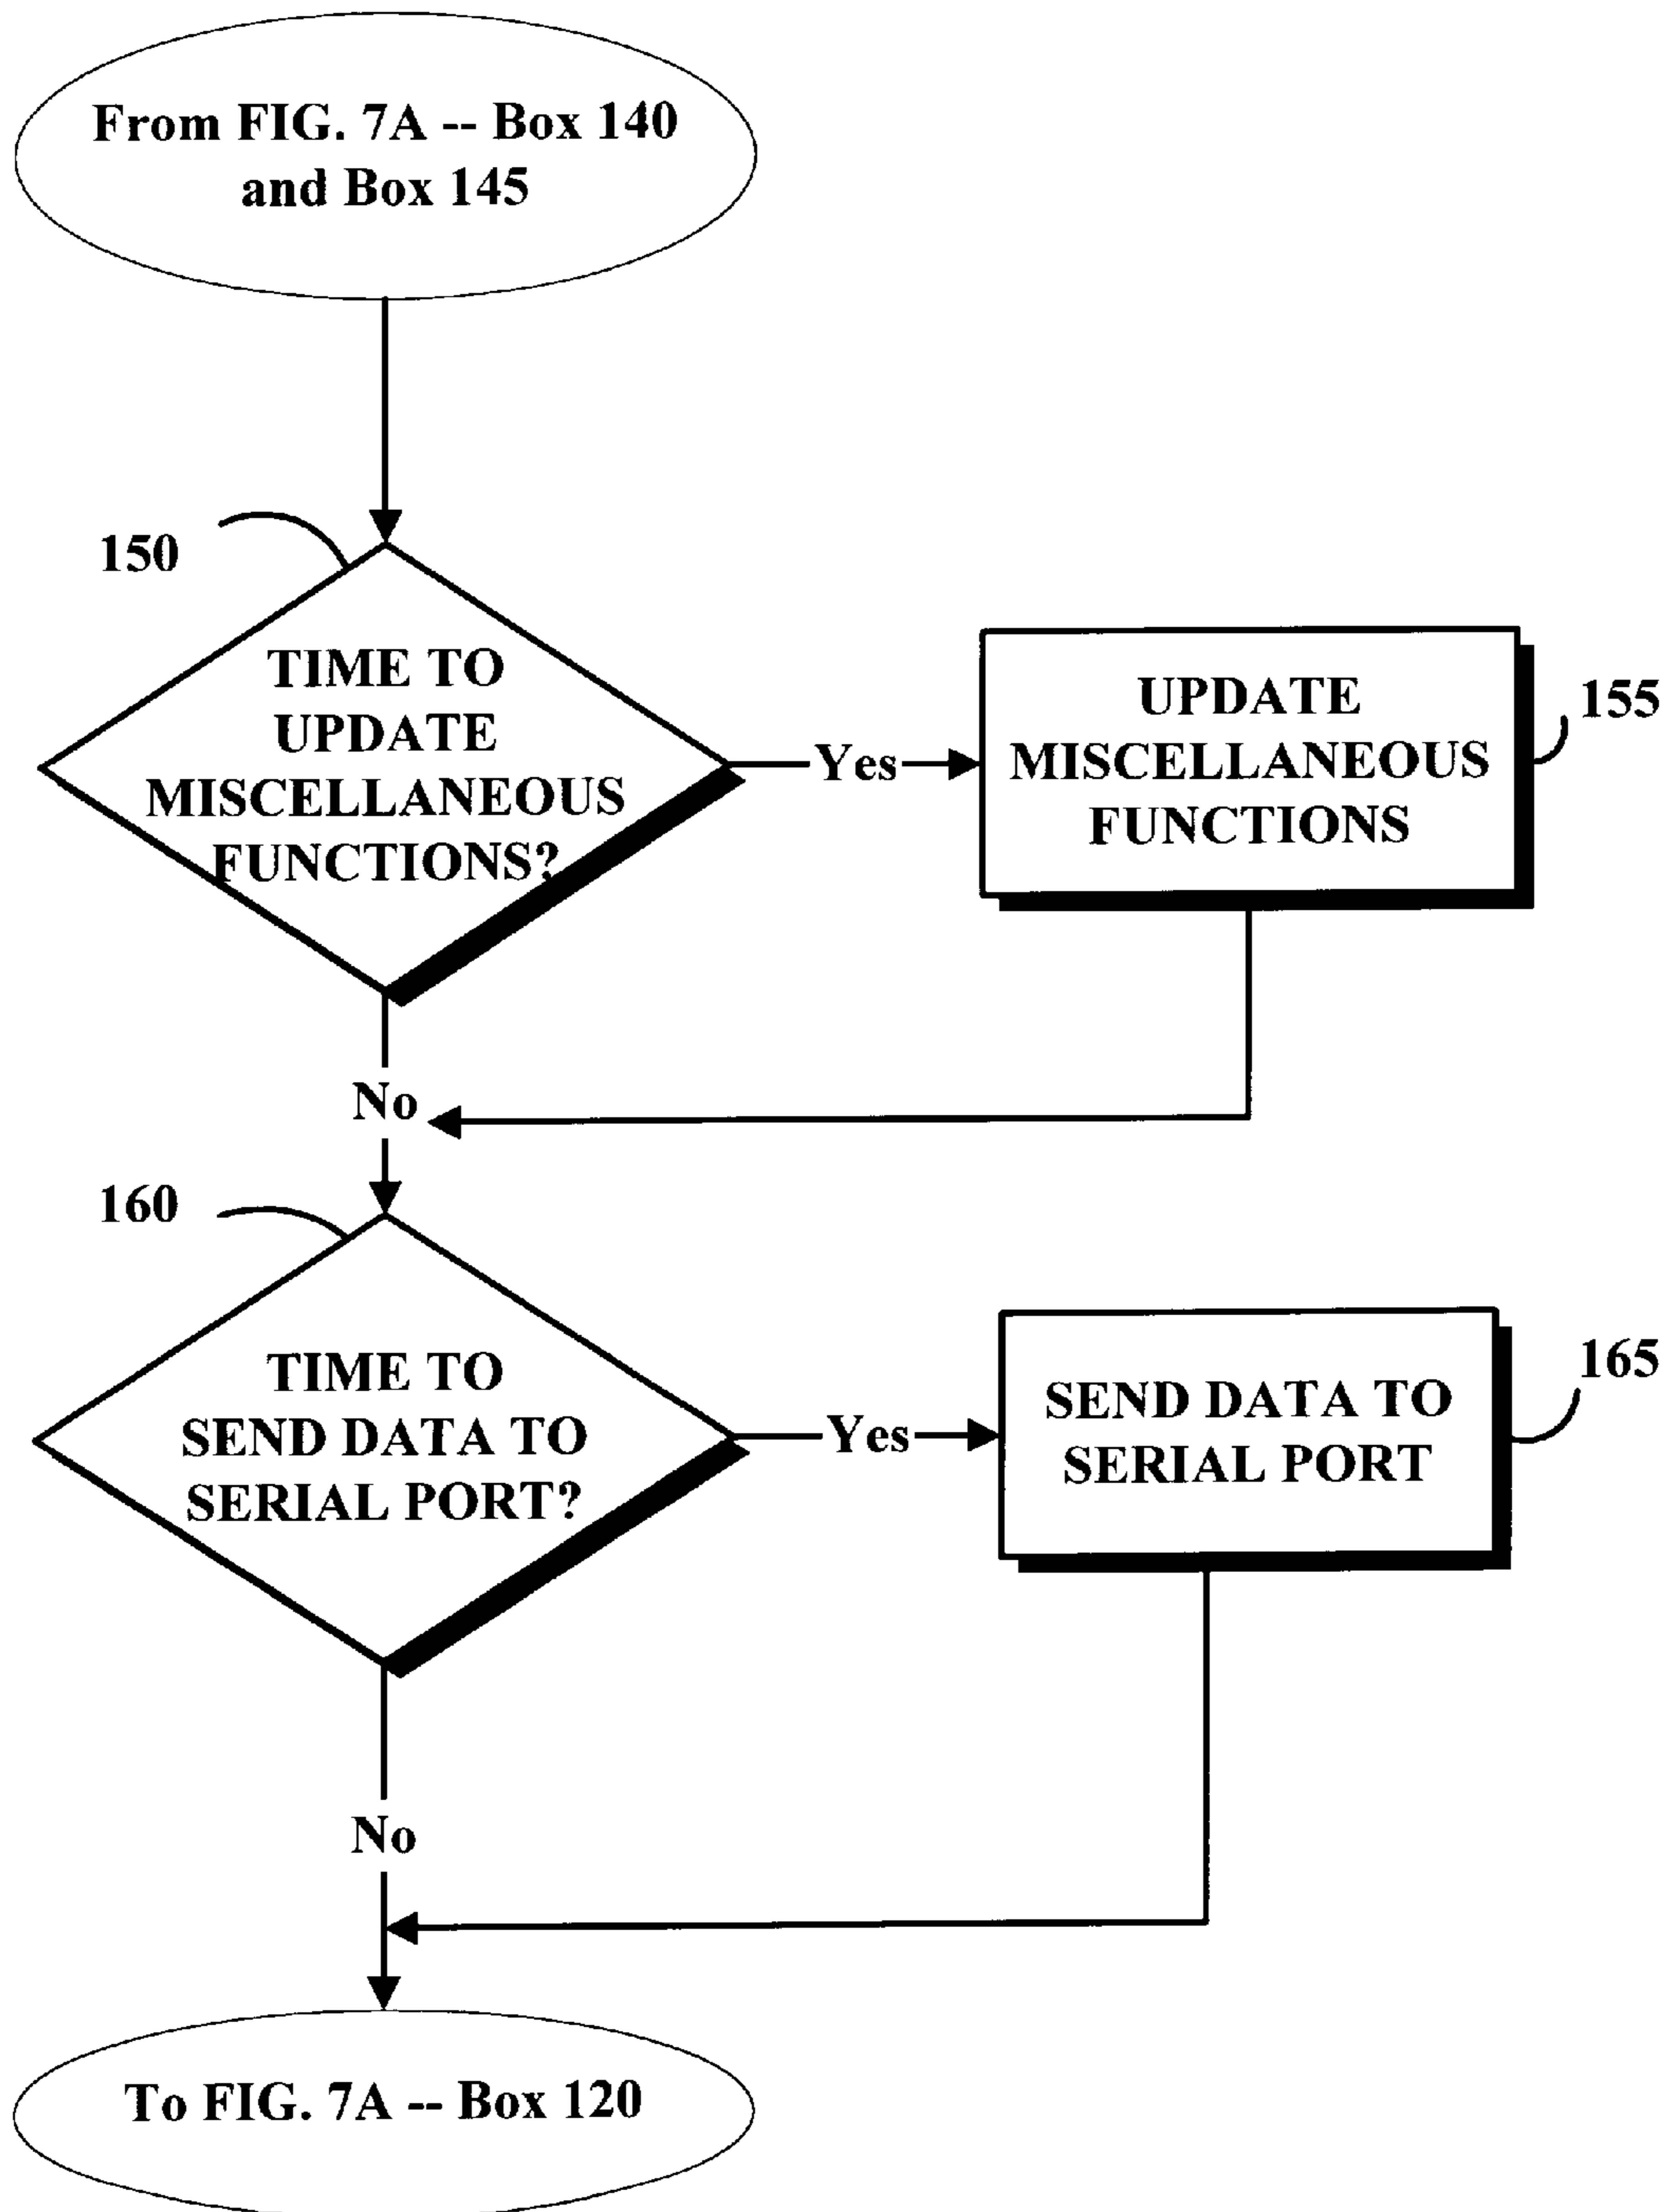 From FIG. 7A -- Box 140
and Box 145
150
TIME TO
UPDATE
MISCELLANEOUS
FUNCTIONS?
Yes
UPDATE
MISCELLANEOUS
FUNCTIONS
155
No
160
TIME TO
SEND DATA TO
SERIAL PORT?
Yes
SEND DATA TO
SERIAL PORT
165
No
To FIG. 7A -- Box 120